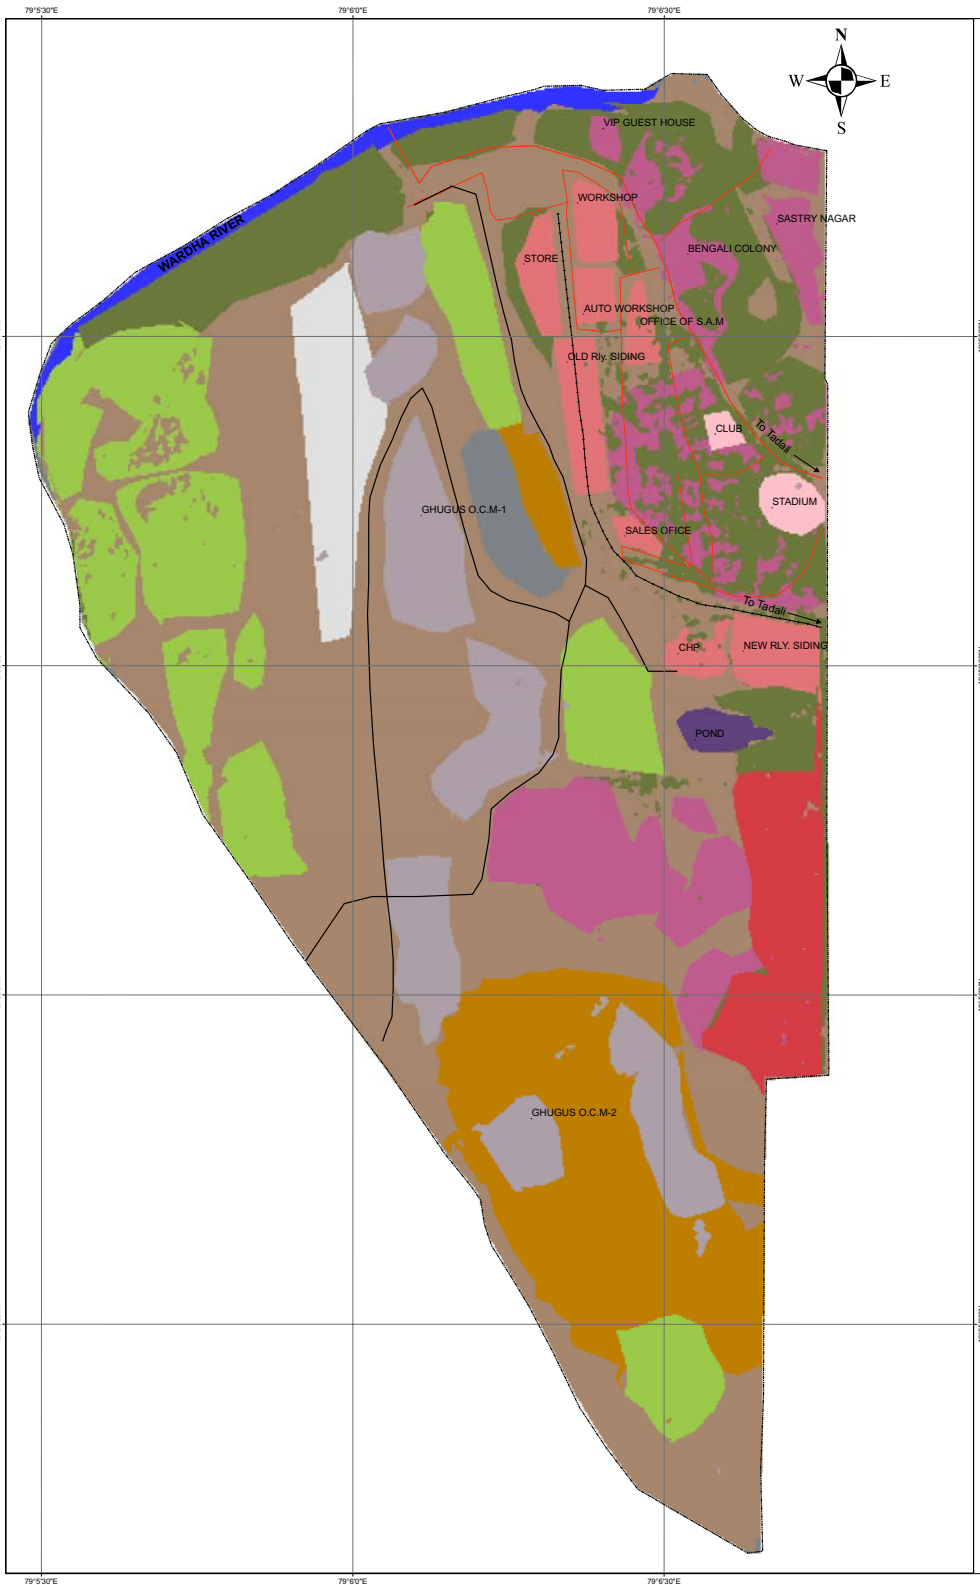 79°5'30"E 79°6'0"E 79°6'30"E
N
W E
S
VIP GUEST HOUSE
WORKSHOP
SASTRY NAGAR
WARDHA RIVER
BENGALI COLONY
STORE
AUTO WORKSHOP
OFFICE OF S.A.M
OLD Rly. SIDING
CLUB
To Tadali
STADIUM
GHUGUS O.C.M-1
SALES OFICE
To Tadali
CHP
NEW RLY. SIDING
POND
GHUGUS O.C.M-2
79°5'30"E 79°6'0"E 79°6'30"E